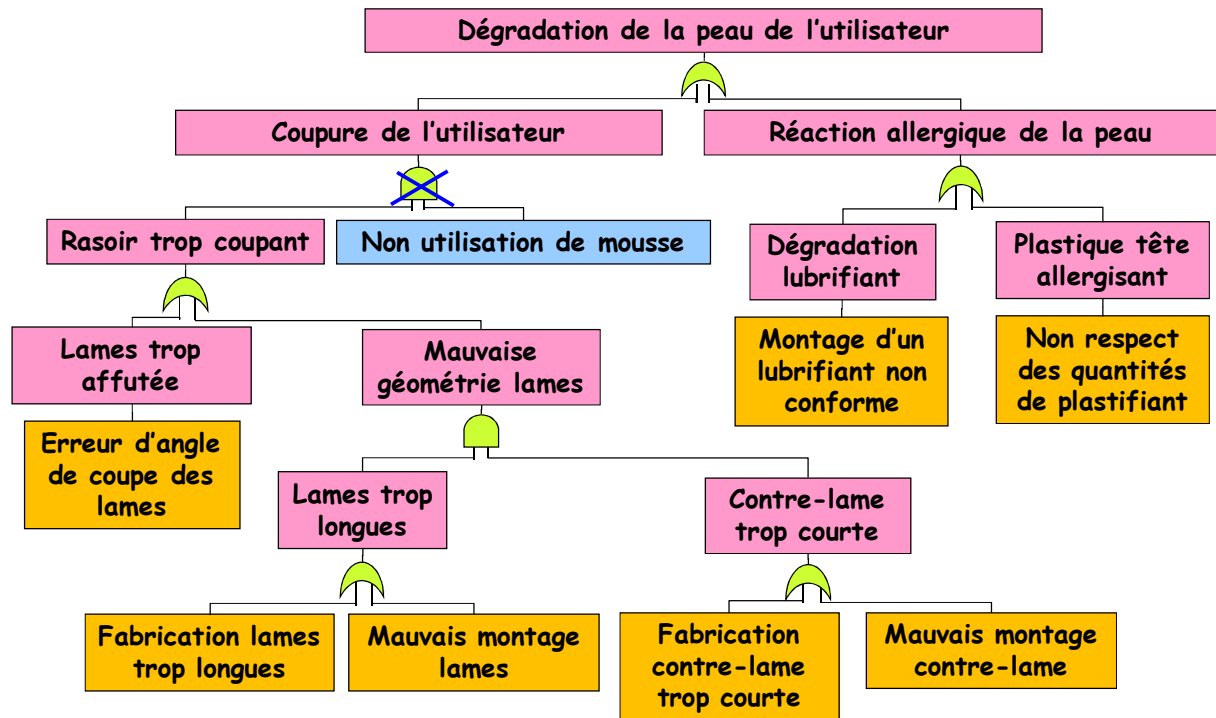 Dégradation de la peau de l'utilisateur
Coupure de l'utilisateur
Réaction allergique de la peau
Rasoir trop coupant
Non utilisation de mousse
Dégradation
lubrifiant
Plastique tête
allergisant
Lames trop
affutée
Mauvaise
géométrie lames
Montage d'un
lubrifiant non
conforme
Non respect
des quantités
de plastifiant
Erreur d'angle
de coupe des
lames
Lames trop
longues
Contre-lame
trop courte
Fabrication lames
trop longues
Mauvais montage
lames
Fabrication
contre-lame
trop courte
Mauvais montage
contre-lame